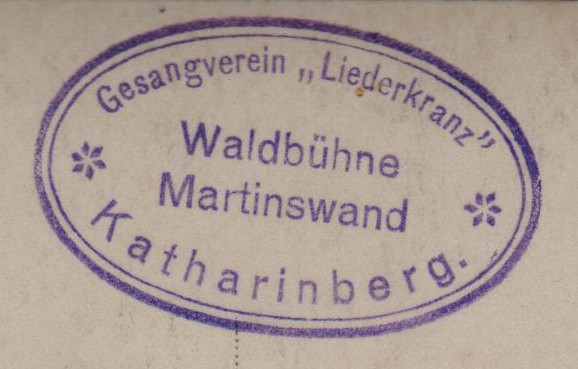 Gesangverein „Liederkranz"
Waldbühne
Martinswand
Katharinberg.